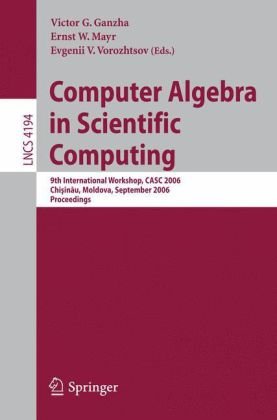 Victor G. Ganzha
Ernst W. Mayr
Evgenii V. Vorozhtsov (Eds.)
LNCS 4194
Computer Algebra
in Scientific
Computing
9th International Workshop, CASC 2006
Chişinău, Moldova, September 2006
Proceedings
Springer